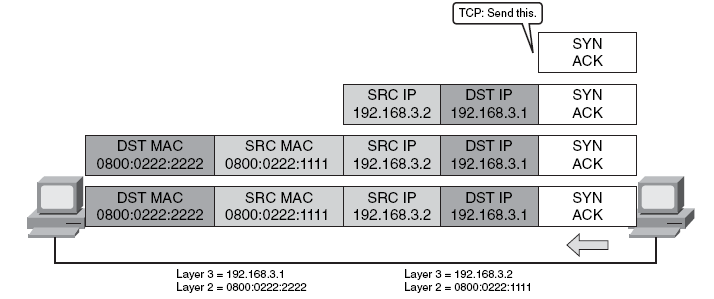 TCP: Send this.
SYN
ACK
SRC IP
192.168.3.2
DST IP
192.168.3.1
SYN
ACK
DST MAC
0800:0222:2222
SRC MAC
0800:0222:1111
SRC IP
192.168.3.2
DST IP
192.168.3.1
SYN
ACK
DST MAC
0800:0222:2222
SRC MAC
0800:0222:1111
SRC IP
192.168.3.2
DST IP
192.168.3.1
SYN
ACK
Layer 3 = 192.168.3.1
Layer 2 = 0800:0222:2222
Layer 3 = 192.168.3.2
Layer 2 = 0800:0222:1111